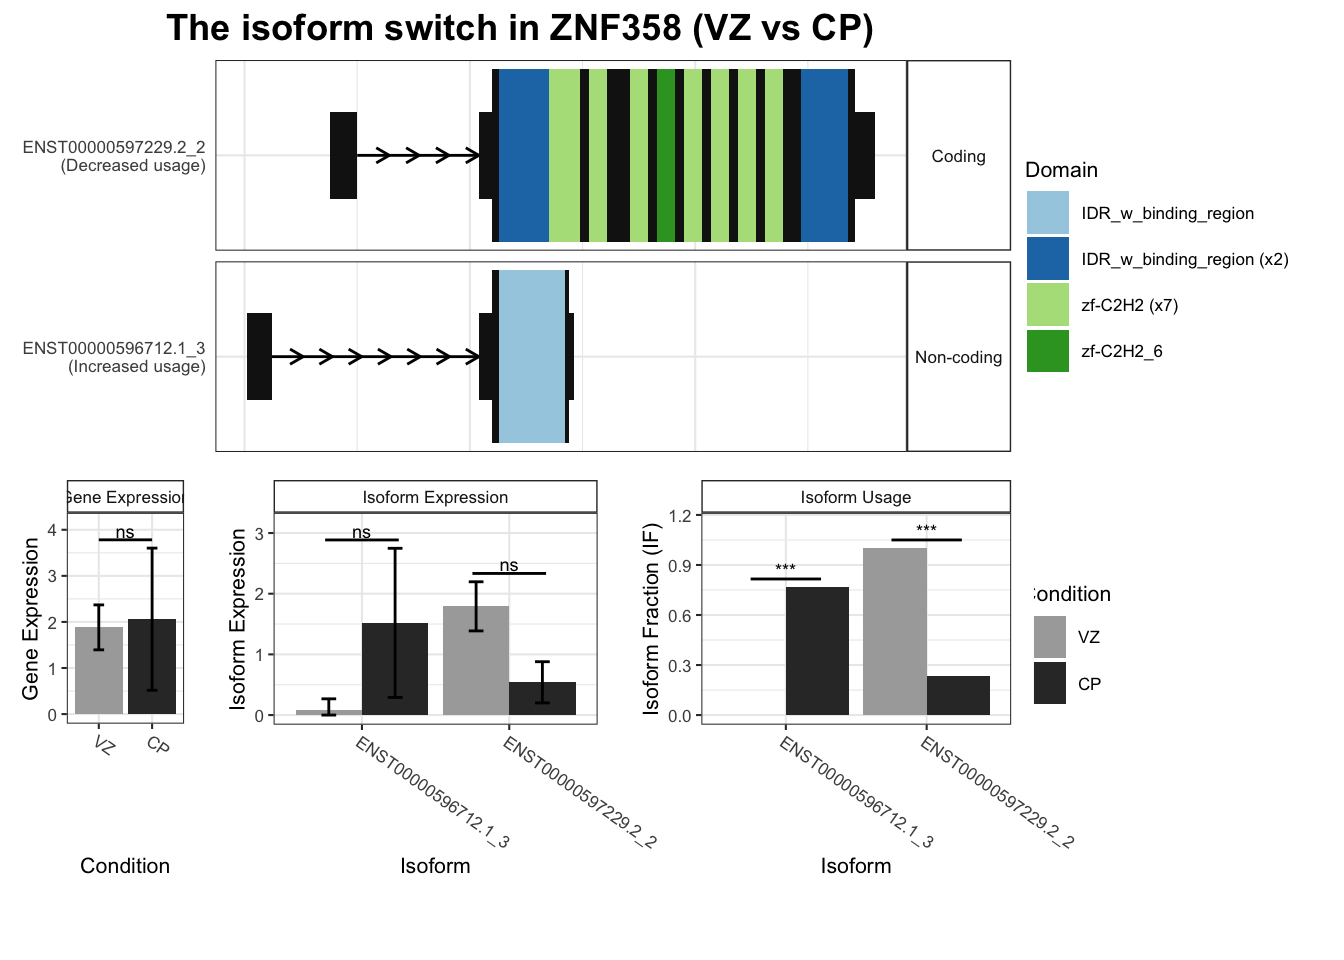 The isoform switch in ZNF358 (VZ vs CP)
ENST00000597229.2_2
(Decreased usage)
Coding
ENST00000596712.1_3
(Increased usage)
Non-coding
Domain
IDR_w_binding_region
IDR_w_binding_region (x2)
zf-C2H2 (x7)
zf-C2H2_6
Gene Expression
Gene Expression
4
3
2
1
0
ns
VZ
CP
Condition
Isoform Expression
Isoform Expression
3
2
1
0
ns
ns
ENST00000596712.1_3
ENST00000597229.2_2
Isoform
Isoform Usage
Isoform Fraction (IF)
1.2
0.9
0.6
0.3
0.0
***
***
ENST00000596712.1_3
ENST00000597229.2_2
Isoform
Condition
VZ
CP